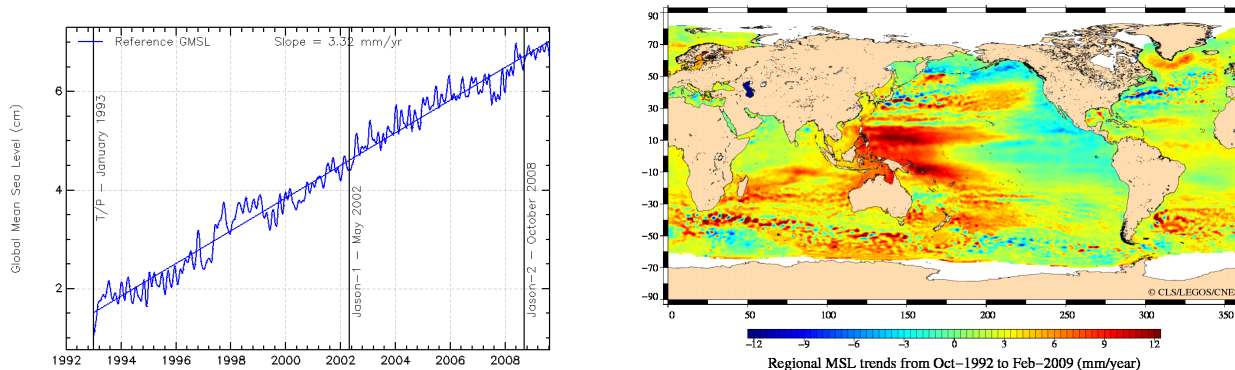 Reference GMSL
Slope = 3.32 mm/yr
Global Mean Sea Level (cm)
6
4
2
T/P - January 1993
Jason-1 - May 2002
Jason-2 - October 2008
1992 1994 1996 1998 2000 2002 2004 2006 2008
90
70
50
30
10
-10
-30
-50
-70
-90
0 50 100 150 200 250 300 350
© CLS/LEGOS/CNE
-12 -9 -6 -3 0 3 6 9 12
Regional MSL trends from Oct-1992 to Feb-2009 (mm/year)